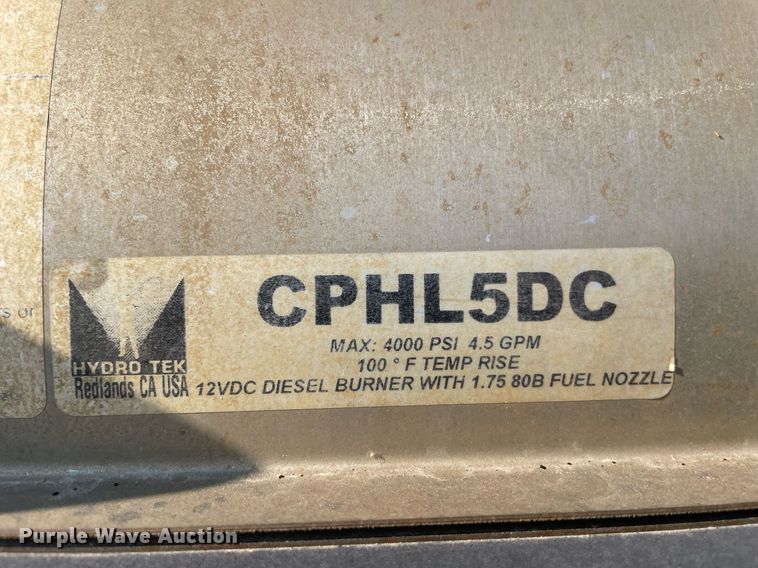 s or
CPHL5DC
MAX: 4000 PSI 4.5 GPM
100 ° F TEMP RISE
12VDC DIESEL BURNER WITH 1.75 80B FUEL NOZZLE
HYDRO TEK
Redlands CA USA
Purple Wave Auction